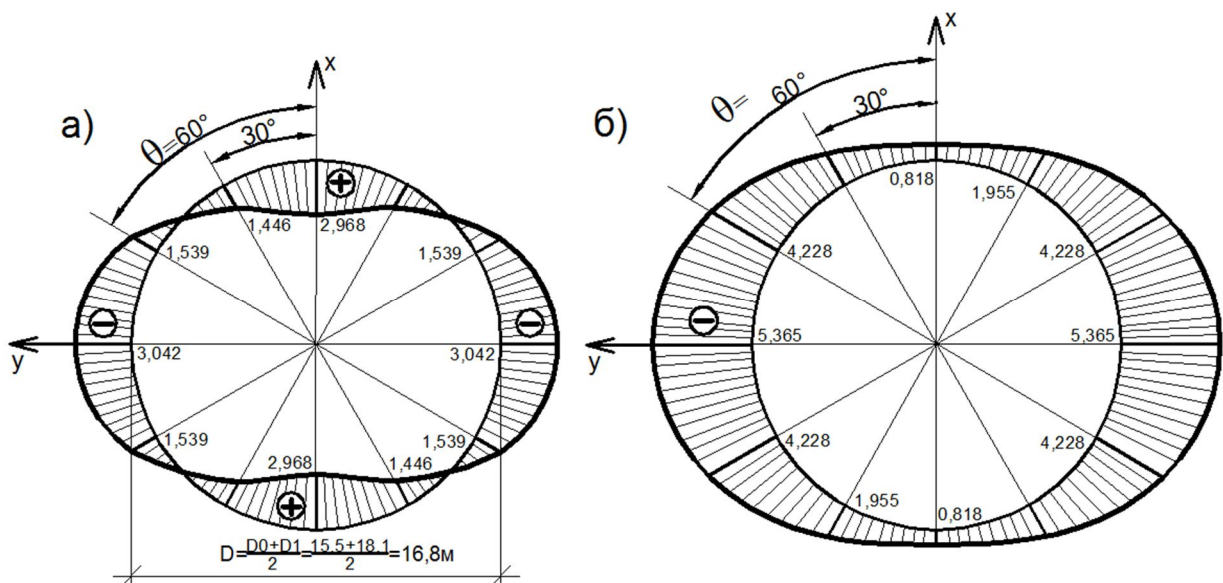 а)
x
θ=60°
30°
1,446
2,968
1,539
1,539
y
3,042
3,042
1,539
1,539
2,968
1,446
D=D0+D1/2=15.5+18.1/2=16,8м
б)
x
θ= 60°
30°
0,818
1,955
4,228
4,228
y
5,365
5,365
4,228
4,228
1,955
0,818